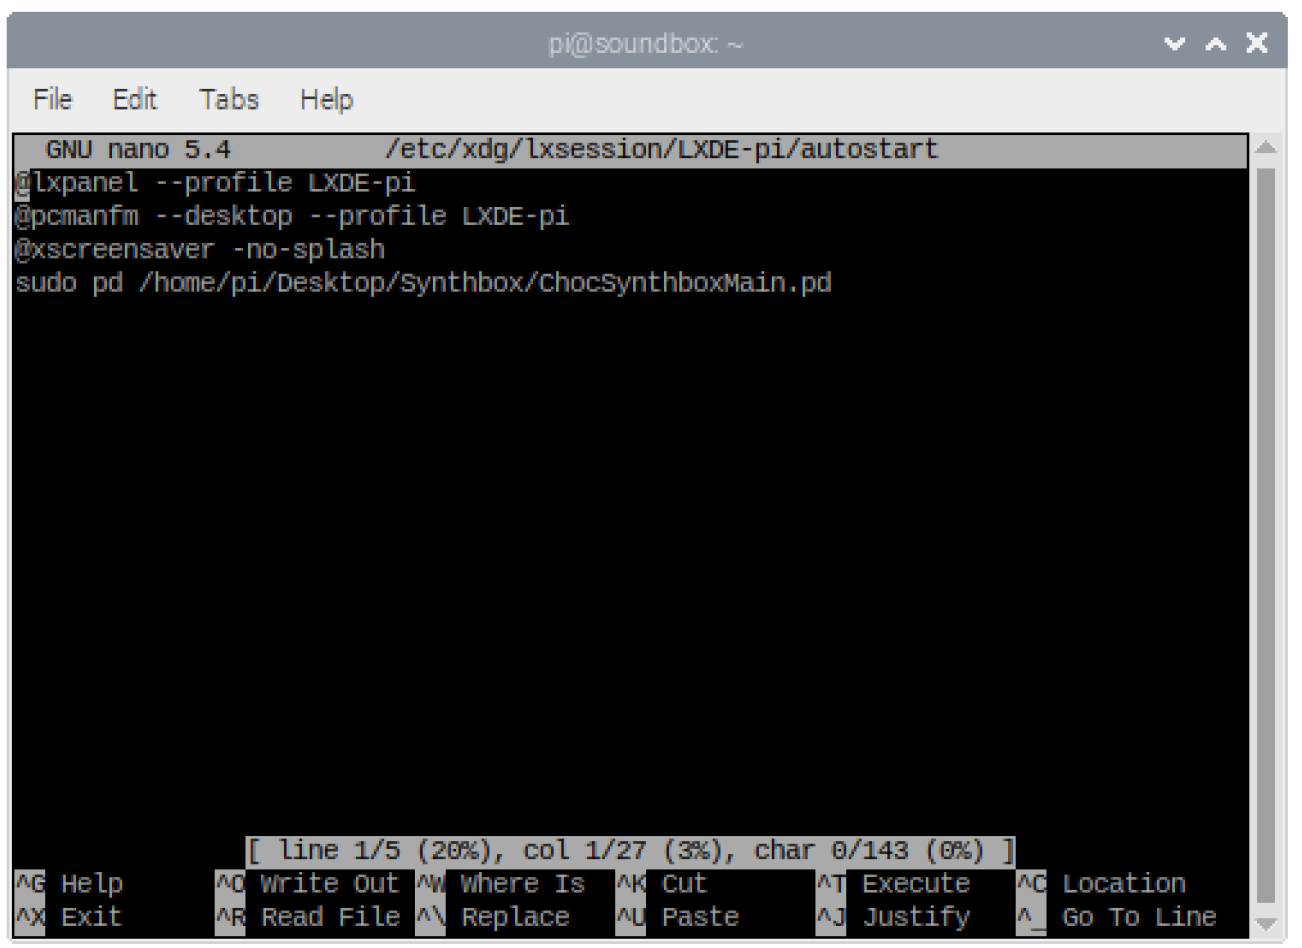 pi@soundbox: ~
File Edit Tabs Help
GNU nano 5.4 /etc/xdg/lxsession/LXDE-pi/autostart
@lxpanel --profile LXDE-pi
@pcmanfm --desktop --profile LXDE-pi
@xscreensaver -no-splash
sudo pd /home/pi/Desktop/Synthbox/ChocSynthboxMain.pd
[ line 1/5 (20%), col 1/27 (3%), char 0/143 (0%) ]
^G Help ^O Write Out ^W Where Is ^K Cut ^T Execute ^C Location
^X Exit ^R Read File ^\ Replace ^U Paste ^J Justify ^_ Go To Line